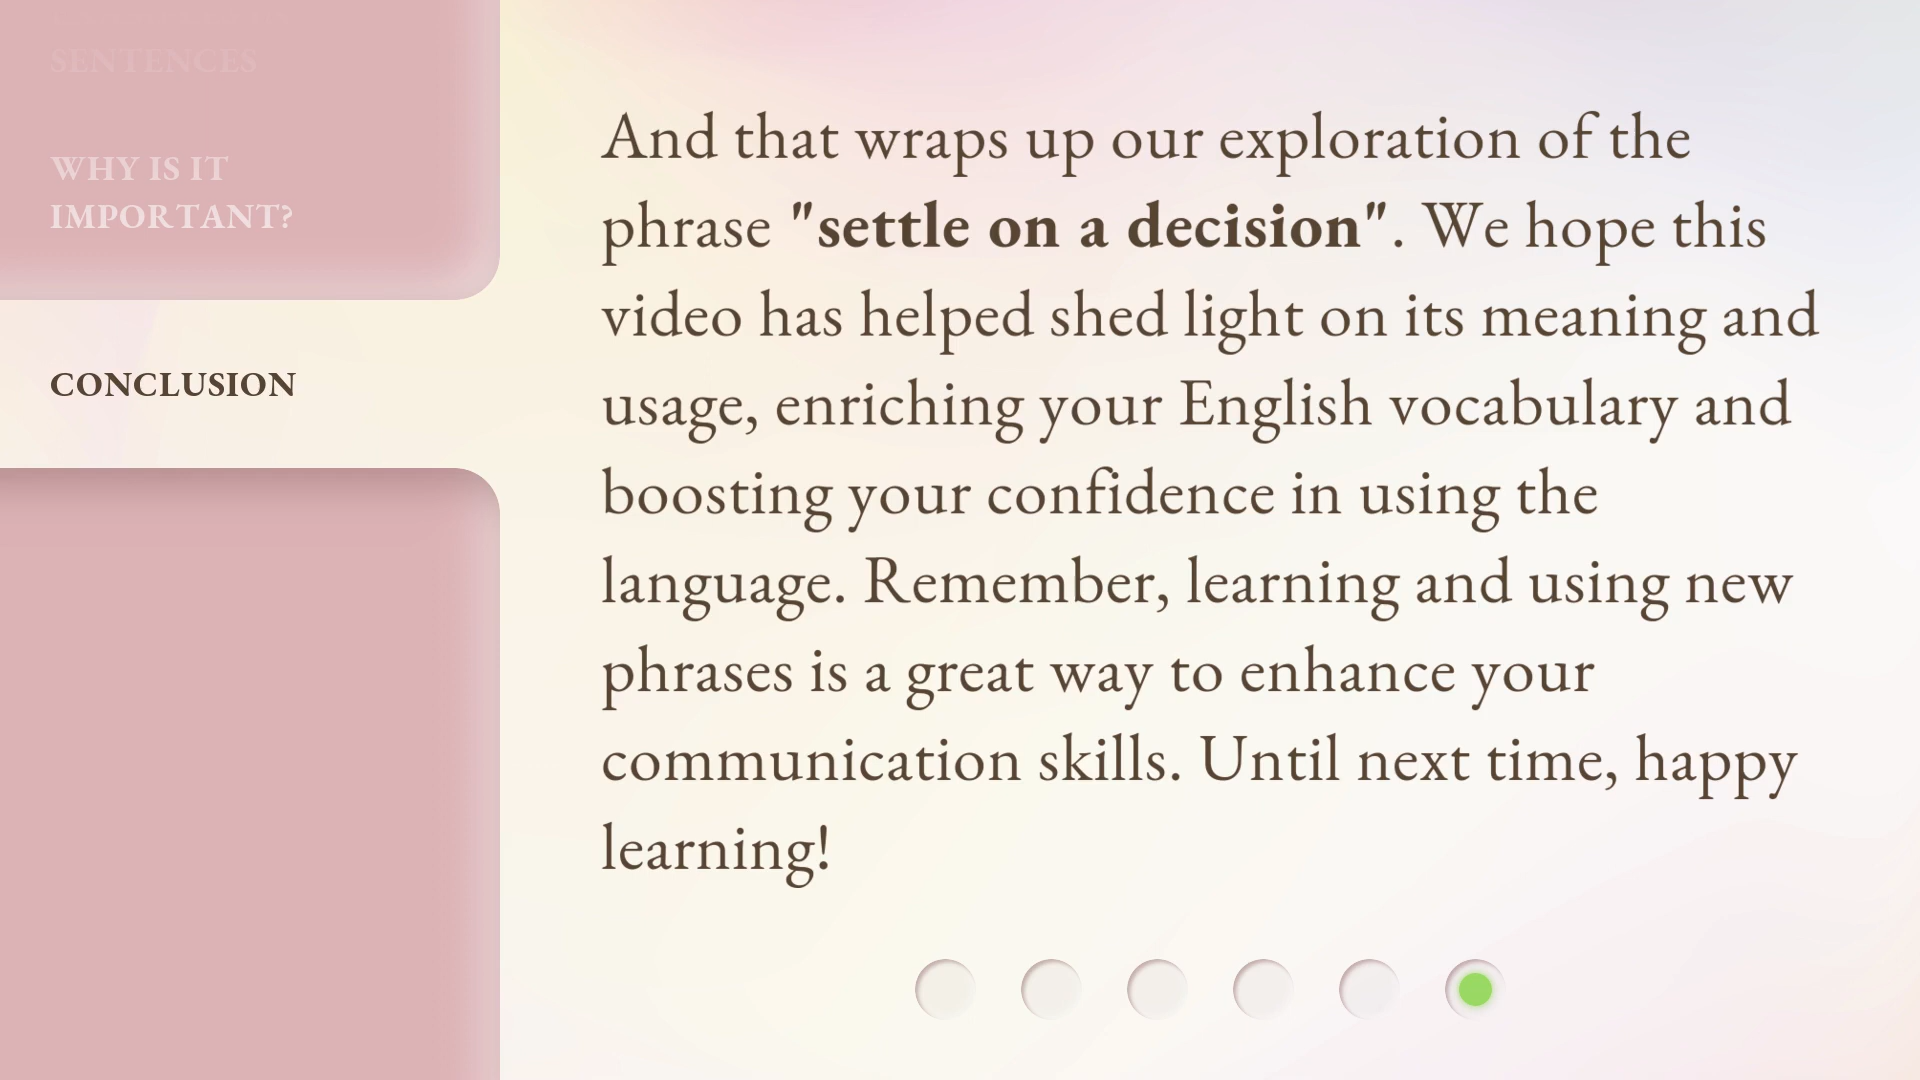 SENTENCES
WHY IS IT
IMPORTANT?
CONCLUSION
And that wraps up our exploration of the
phrase "settle on a decision". We hope this
video has helped shed light on its meaning and
usage, enriching your English vocabulary and
boosting your confidence in using the
language. Remember, learning and using new
phrases is a great way to enhance your
communication skills. Until next time, happy
learning!